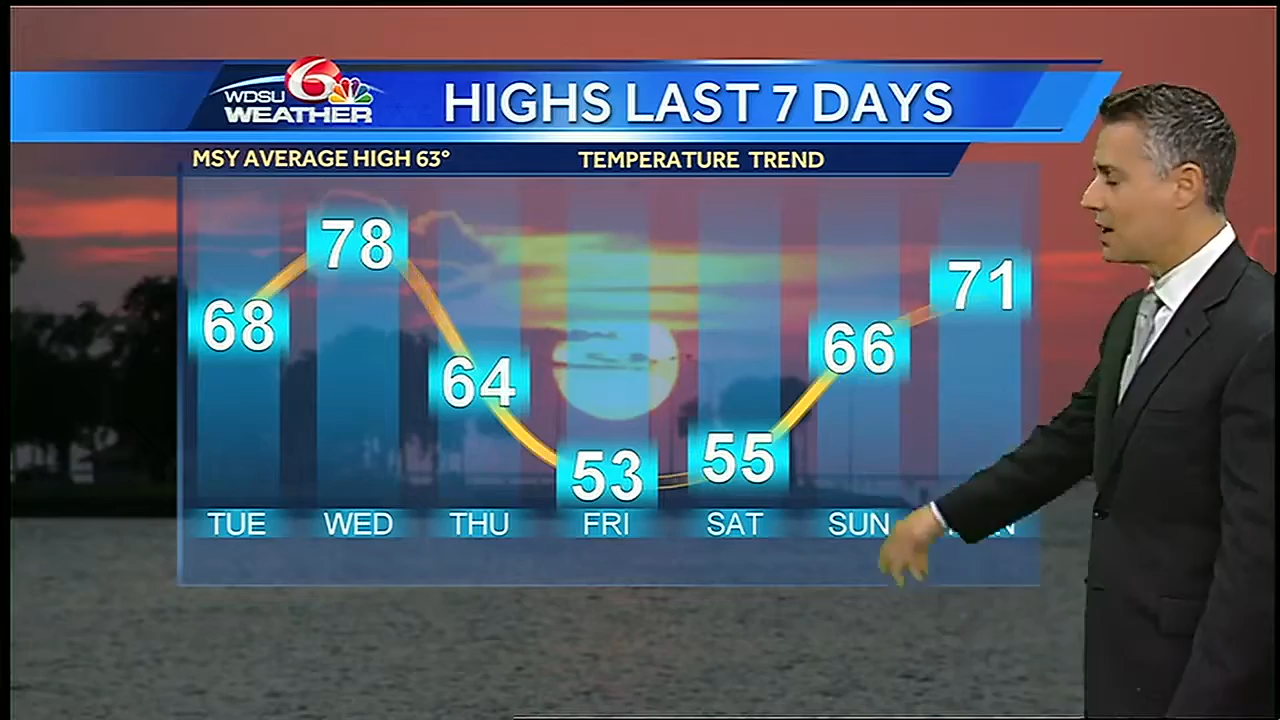 WDSU 6
WEATHER
HIGHS LAST 7 DAYS
MSY AVERAGE HIGH 63° TEMPERATURE TREND
68 78 64 53 55 66 71
TUE WED THU FRI SAT SUN